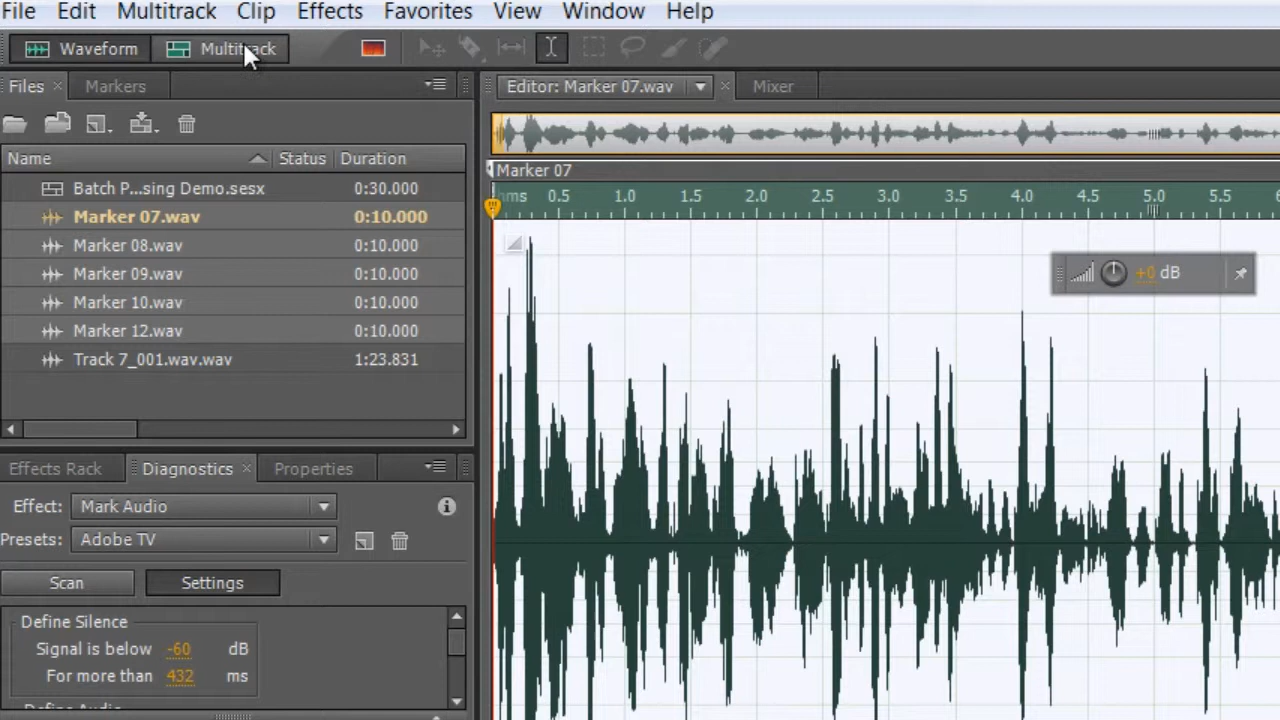 File Edit Multitrack Clip Effects Favorites View Window Help
Waveform Multitrack
Files Markers Editor: Marker 07.wav Mixer
Name Status Duration
Marker 07
Batch P...sing Demo.sesx 0:30.000
hms 0.5 1.0 1.5 2.0 2.5 3.0 3.5 4.0 4.5 5.0 5.5 6
Marker 07.wav 0:10.000
Marker 08.wav 0:10.000
Marker 09.wav 0:10.000
+0 dB
Marker 10.wav 0:10.000
Marker 12.wav 0:10.000
Track 7_001.wav.wav 1:23.831
Effects Rack Diagnostics Properties
Effect: Mark Audio
Presets: Adobe TV
Scan Settings
Define Silence
Signal is below -60 dB
For more than 432 ms
Define Audio